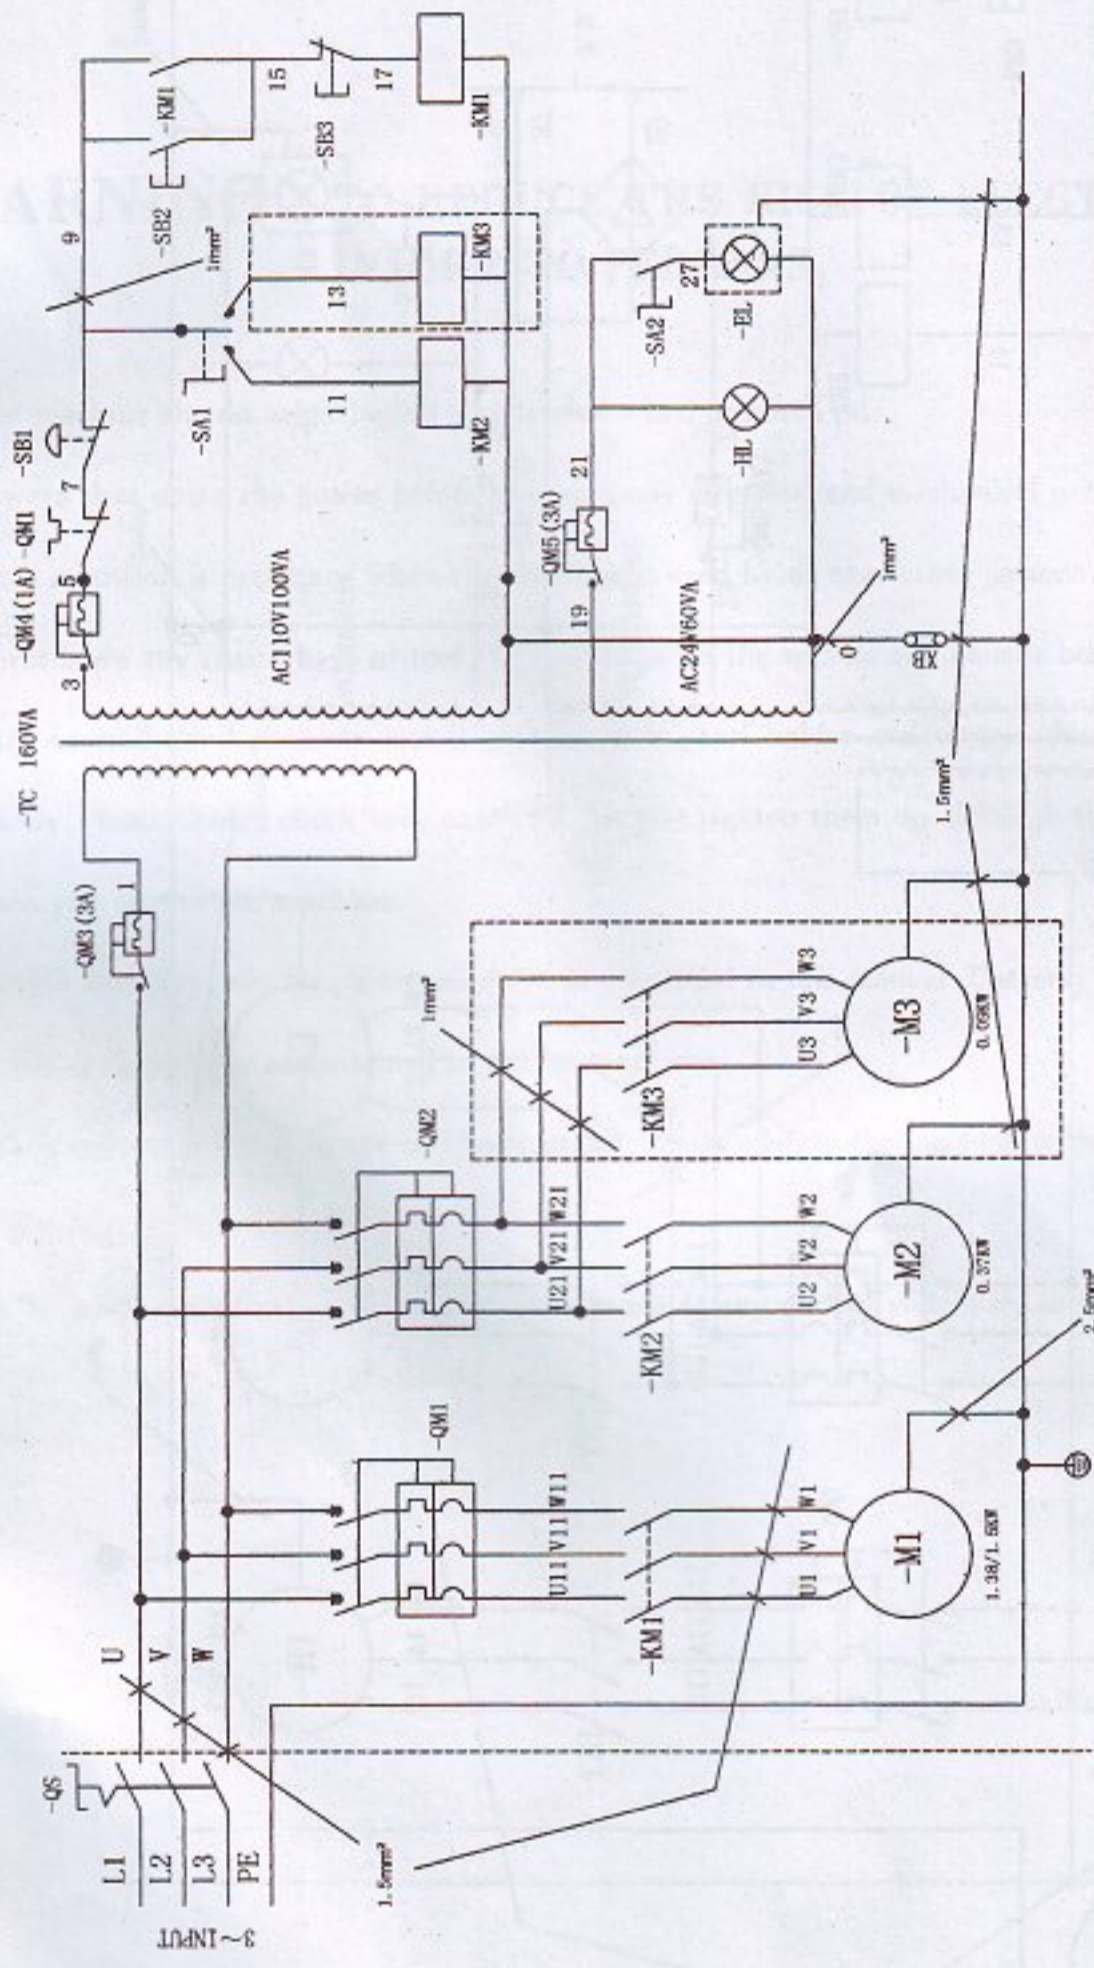 3~INPUT
L1
L2
L3
PE
-QS
U
V
W
1.5mm²
-QM1
U11
V11
W11
-KM1
U1
V1
W1
-M1
1.38/1.5KW
2.5mm²
-QM2
U21
V21
W21
-KM2
U2
V2
W2
-M2
0.37KW
1mm²
-KM3
U3
V3
W3
-M3
0.09KW
1.5mm²
-QM3(3A)
1
-TC 160VA
3
-QM4(1A)
5
-QM1
7
-SB1
9
AC110V100VA
-SA1
11
-KM2
13
-KM3
1mm²
-SB2
-KM1
15
-SB3
17
-KM1
19
-QM5(3A)
21
AC24V60VA
-HL
-SA2
27
-EL
0
1mm²
XB